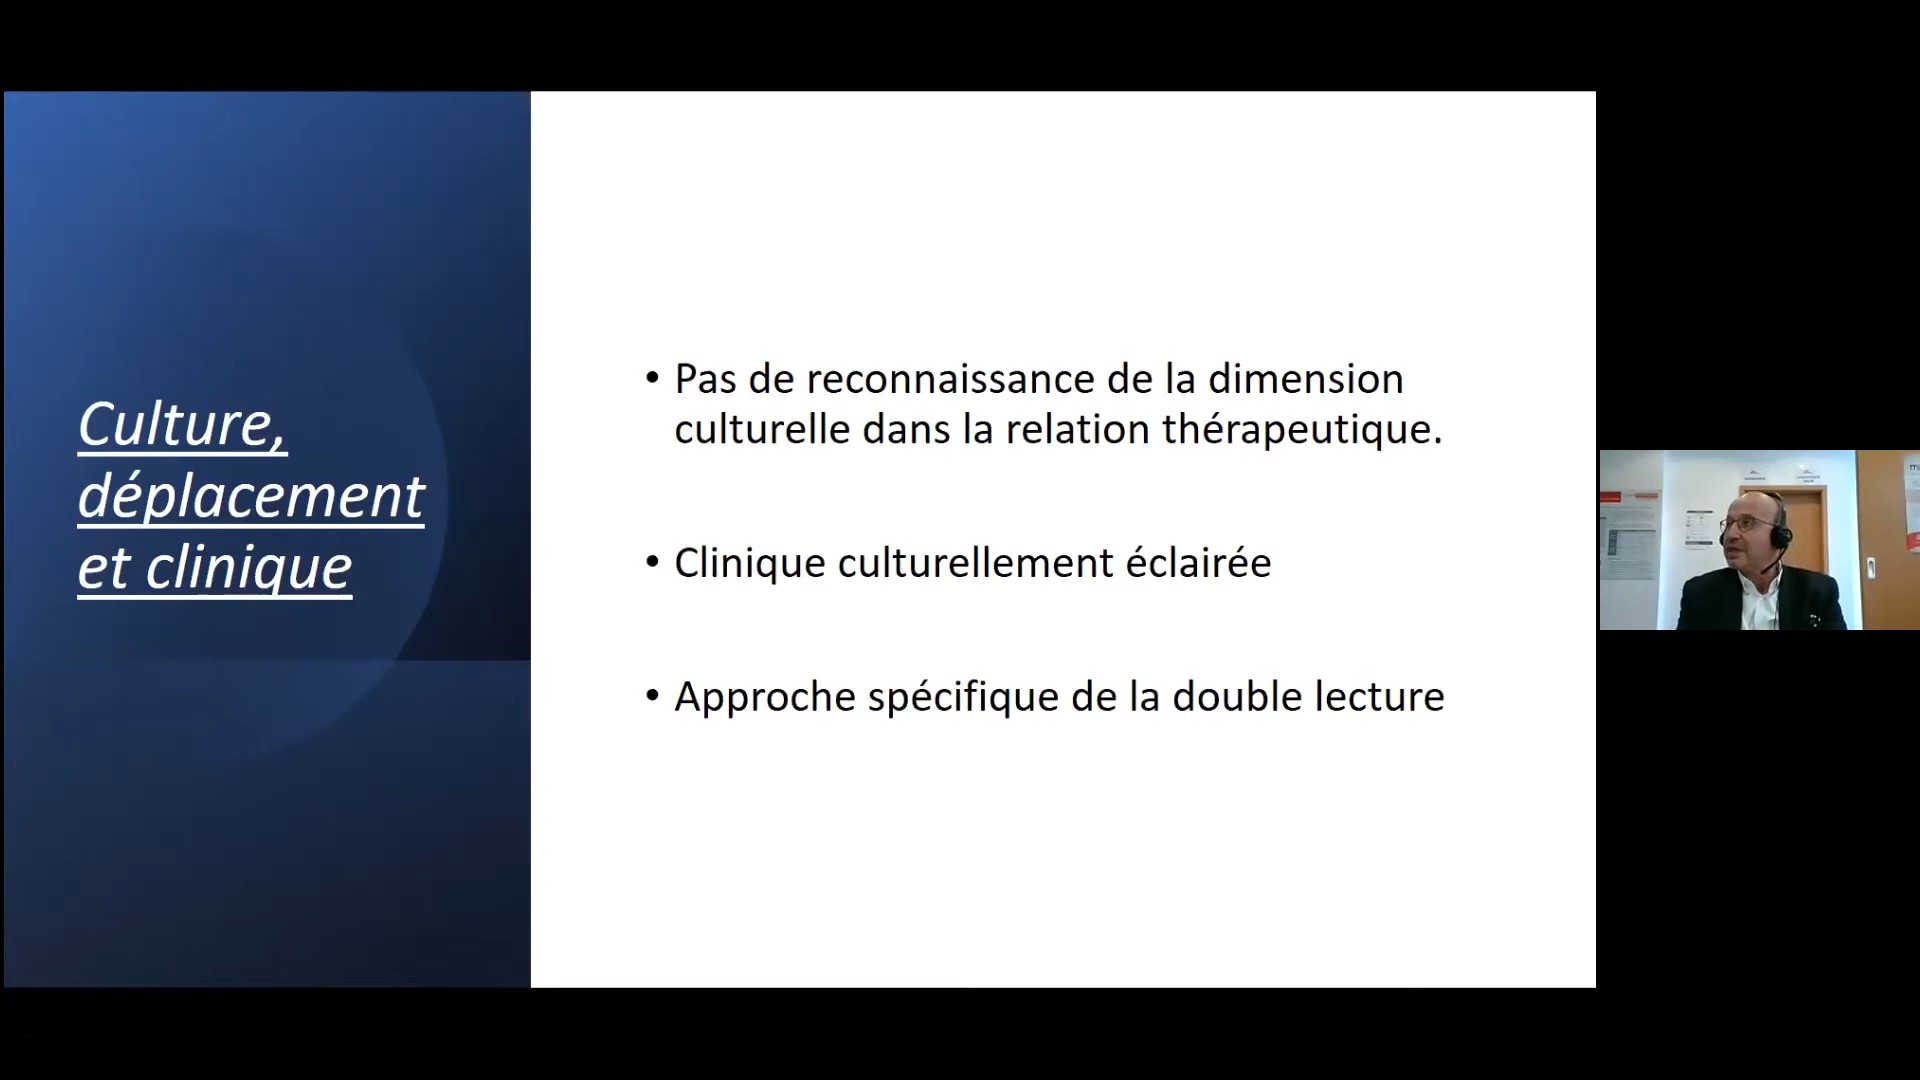 Culture,
déplacement
et clinique
• Pas de reconnaissance de la dimension
culturelle dans la relation thérapeutique.
• Clinique culturellement éclairée
• Approche spécifique de la double lecture